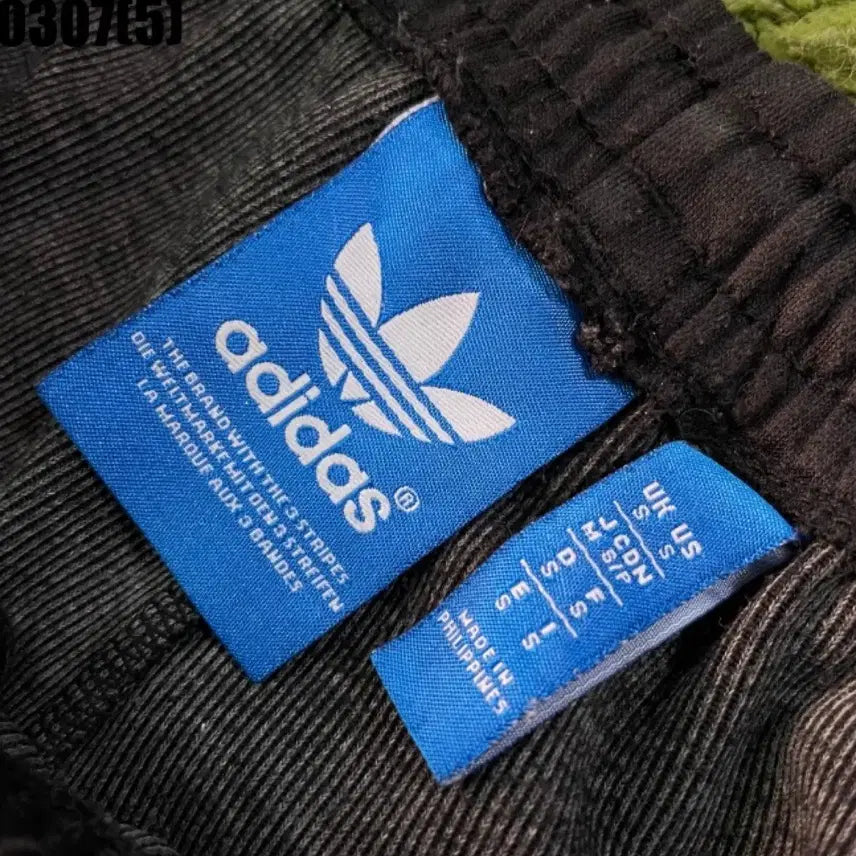 0307(5)
adidas®
THE BRAND WITH THE 3 STRIPES
DIE WELTMARKE MIT DEN 3 STREIFEN
LA MARQUE AUX 3 BANDES
UK US
S S
J CDN
M S/P
D F
S S
E I
S S
MADE IN
PHILIPPINES